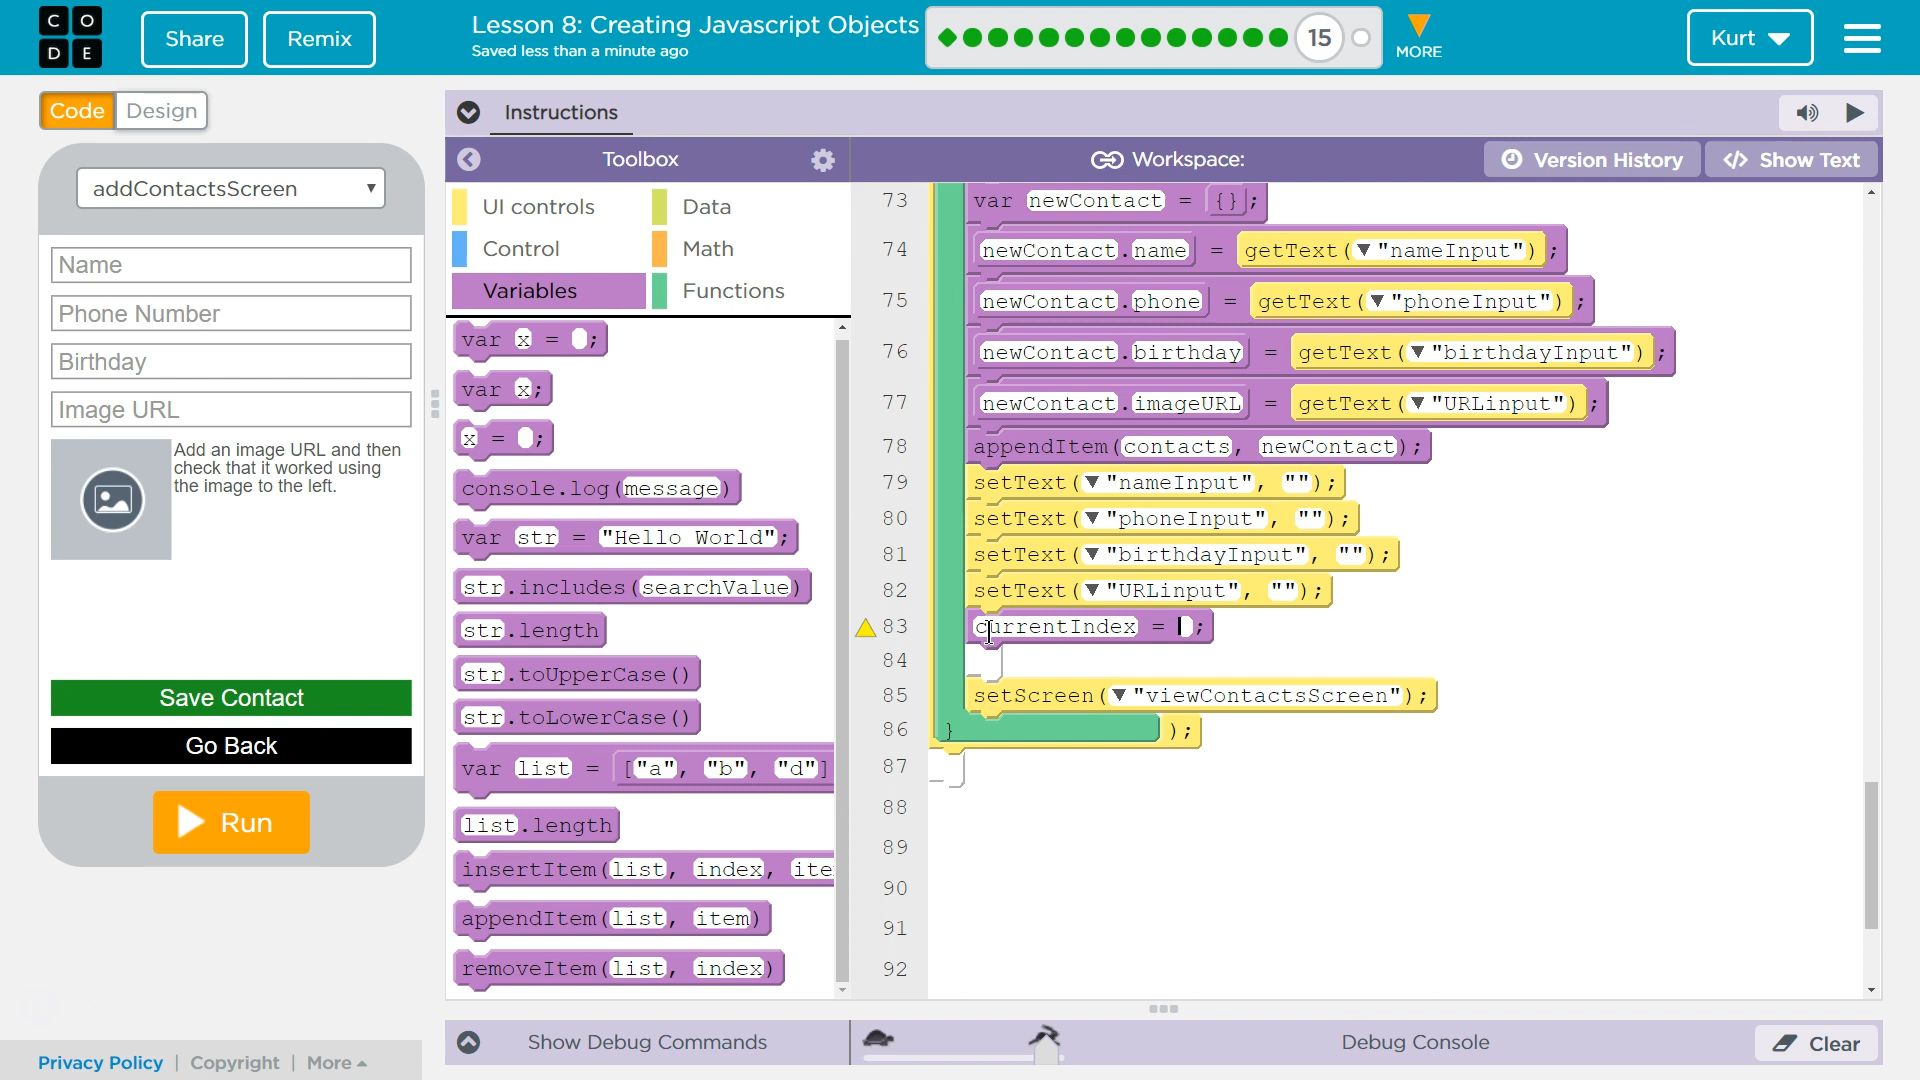 C O
D E
Share
Remix
Lesson 8: Creating Javascript Objects
Saved less than a minute ago
15
MORE
Kurt
Code
Design
addContactsScreen
Name
Phone Number
Birthday
Image URL
Add an image URL and then
check that it worked using
the image to the left.
Save Contact
Go Back
Run
Privacy Policy | Copyright | More
Instructions
Toolbox
UI controls
Data
Control
Math
Variables
Functions
var x = ;
var x;
x = ;
console.log(message)
var str = "Hello World";
str.includes(searchValue)
str.length
str.toUpperCase()
str.toLowerCase()
var list = ["a", "b", "d"]
list.length
insertItem(list, index, ite
appendItem(list, item)
removeItem(list, index)
Workspace:
Version History
Show Text
73 var newContact = {};
74 newContact.name = getText("nameInput");
75 newContact.phone = getText("phoneInput");
76 newContact.birthday = getText("birthdayInput");
77 newContact.imageURL = getText("URLinput");
78 appendItem(contacts, newContact);
79 setText("nameInput", "");
80 setText("phoneInput", "");
81 setText("birthdayInput", "");
82 setText("URLinput", "");
83 currentIndex = ;
84
85 setScreen("viewContactsScreen");
86 } );
87
88
89
90
91
92
Show Debug Commands
Debug Console
Clear